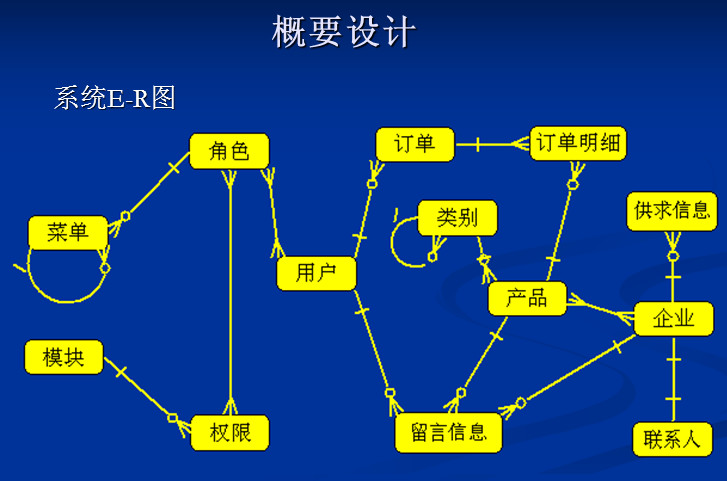 概要设计
系统E-R图
角色
订单
订单明细
菜单
类别
供求信息
用户
产品
企业
模块
权限
留言信息
联系人